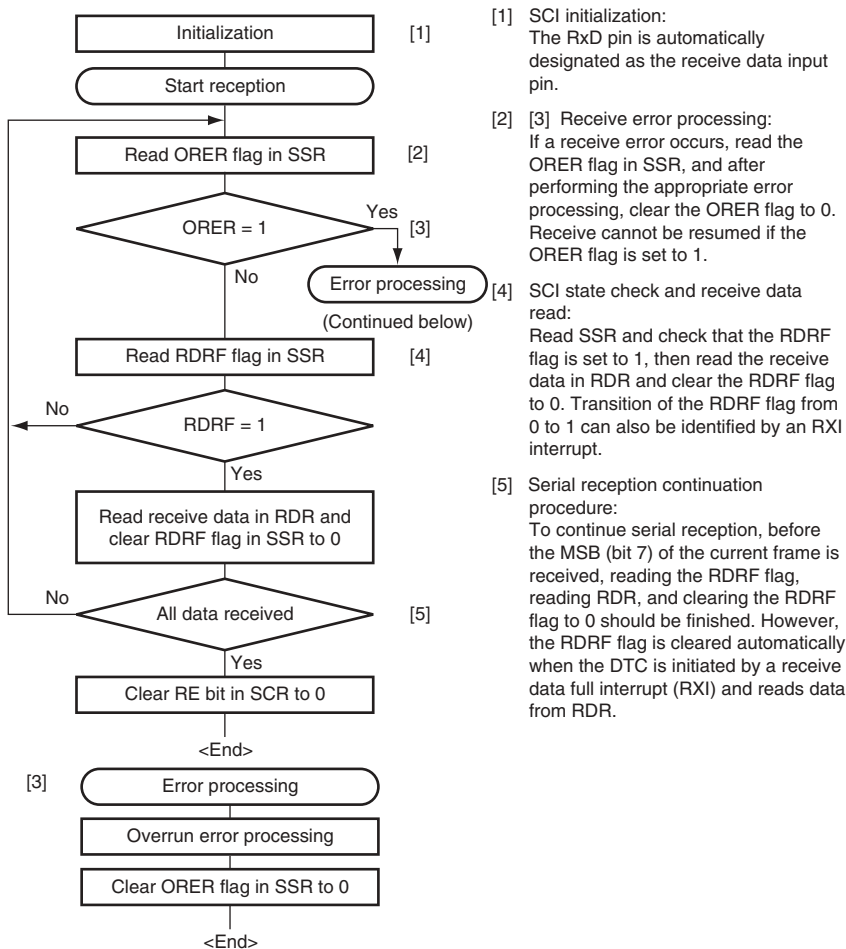 Initialization
[1]
Start reception
Read ORER flag in SSR
[2]
ORER = 1
Yes
[3]
No
Error processing
(Continued below)
Read RDRF flag in SSR
[4]
No
RDRF = 1
Yes
Read receive data in RDR and
clear RDRF flag in SSR to 0
No
All data received
[5]
Yes
Clear RE bit in SCR to 0
<End>
[3]
Error processing
Overrun error processing
Clear ORER flag in SSR to 0
<End>
[1] SCI initialization:
The RxD pin is automatically
designated as the receive data input
pin.
[2] [3] Receive error processing:
If a receive error occurs, read the
ORER flag in SSR, and after
performing the appropriate error
processing, clear the ORER flag to 0.
Receive cannot be resumed if the
ORER flag is set to 1.
[4] SCI state check and receive data
read:
Read SSR and check that the RDRF
flag is set to 1, then read the receive
data in RDR and clear the RDRF flag
to 0. Transition of the RDRF flag from
0 to 1 can also be identified by an RXI
interrupt.
[5] Serial reception continuation
procedure:
To continue serial reception, before
the MSB (bit 7) of the current frame is
received, reading the RDRF flag,
reading RDR, and clearing the RDRF
flag to 0 should be finished. However,
the RDRF flag is cleared automatically
when the DTC is initiated by a receive
data full interrupt (RXI) and reads data
from RDR.